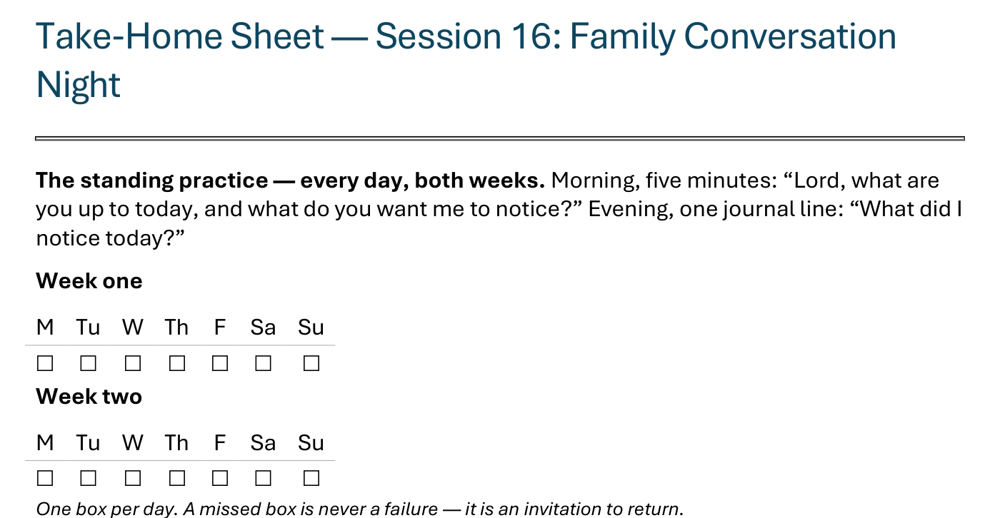 Take-Home Sheet — Session 16: Family Conversation
Night
The standing practice — every day, both weeks. Morning, five minutes: “Lord, what are
you up to today, and what do you want me to notice?” Evening, one journal line: “What did I
notice today?”
Week one
M Tu W Th F Sa Su
☐ ☐ ☐ ☐ ☐ ☐ ☐
Week two
M Tu W Th F Sa Su
☐ ☐ ☐ ☐ ☐ ☐ ☐
One box per day. A missed box is never a failure — it is an invitation to return.